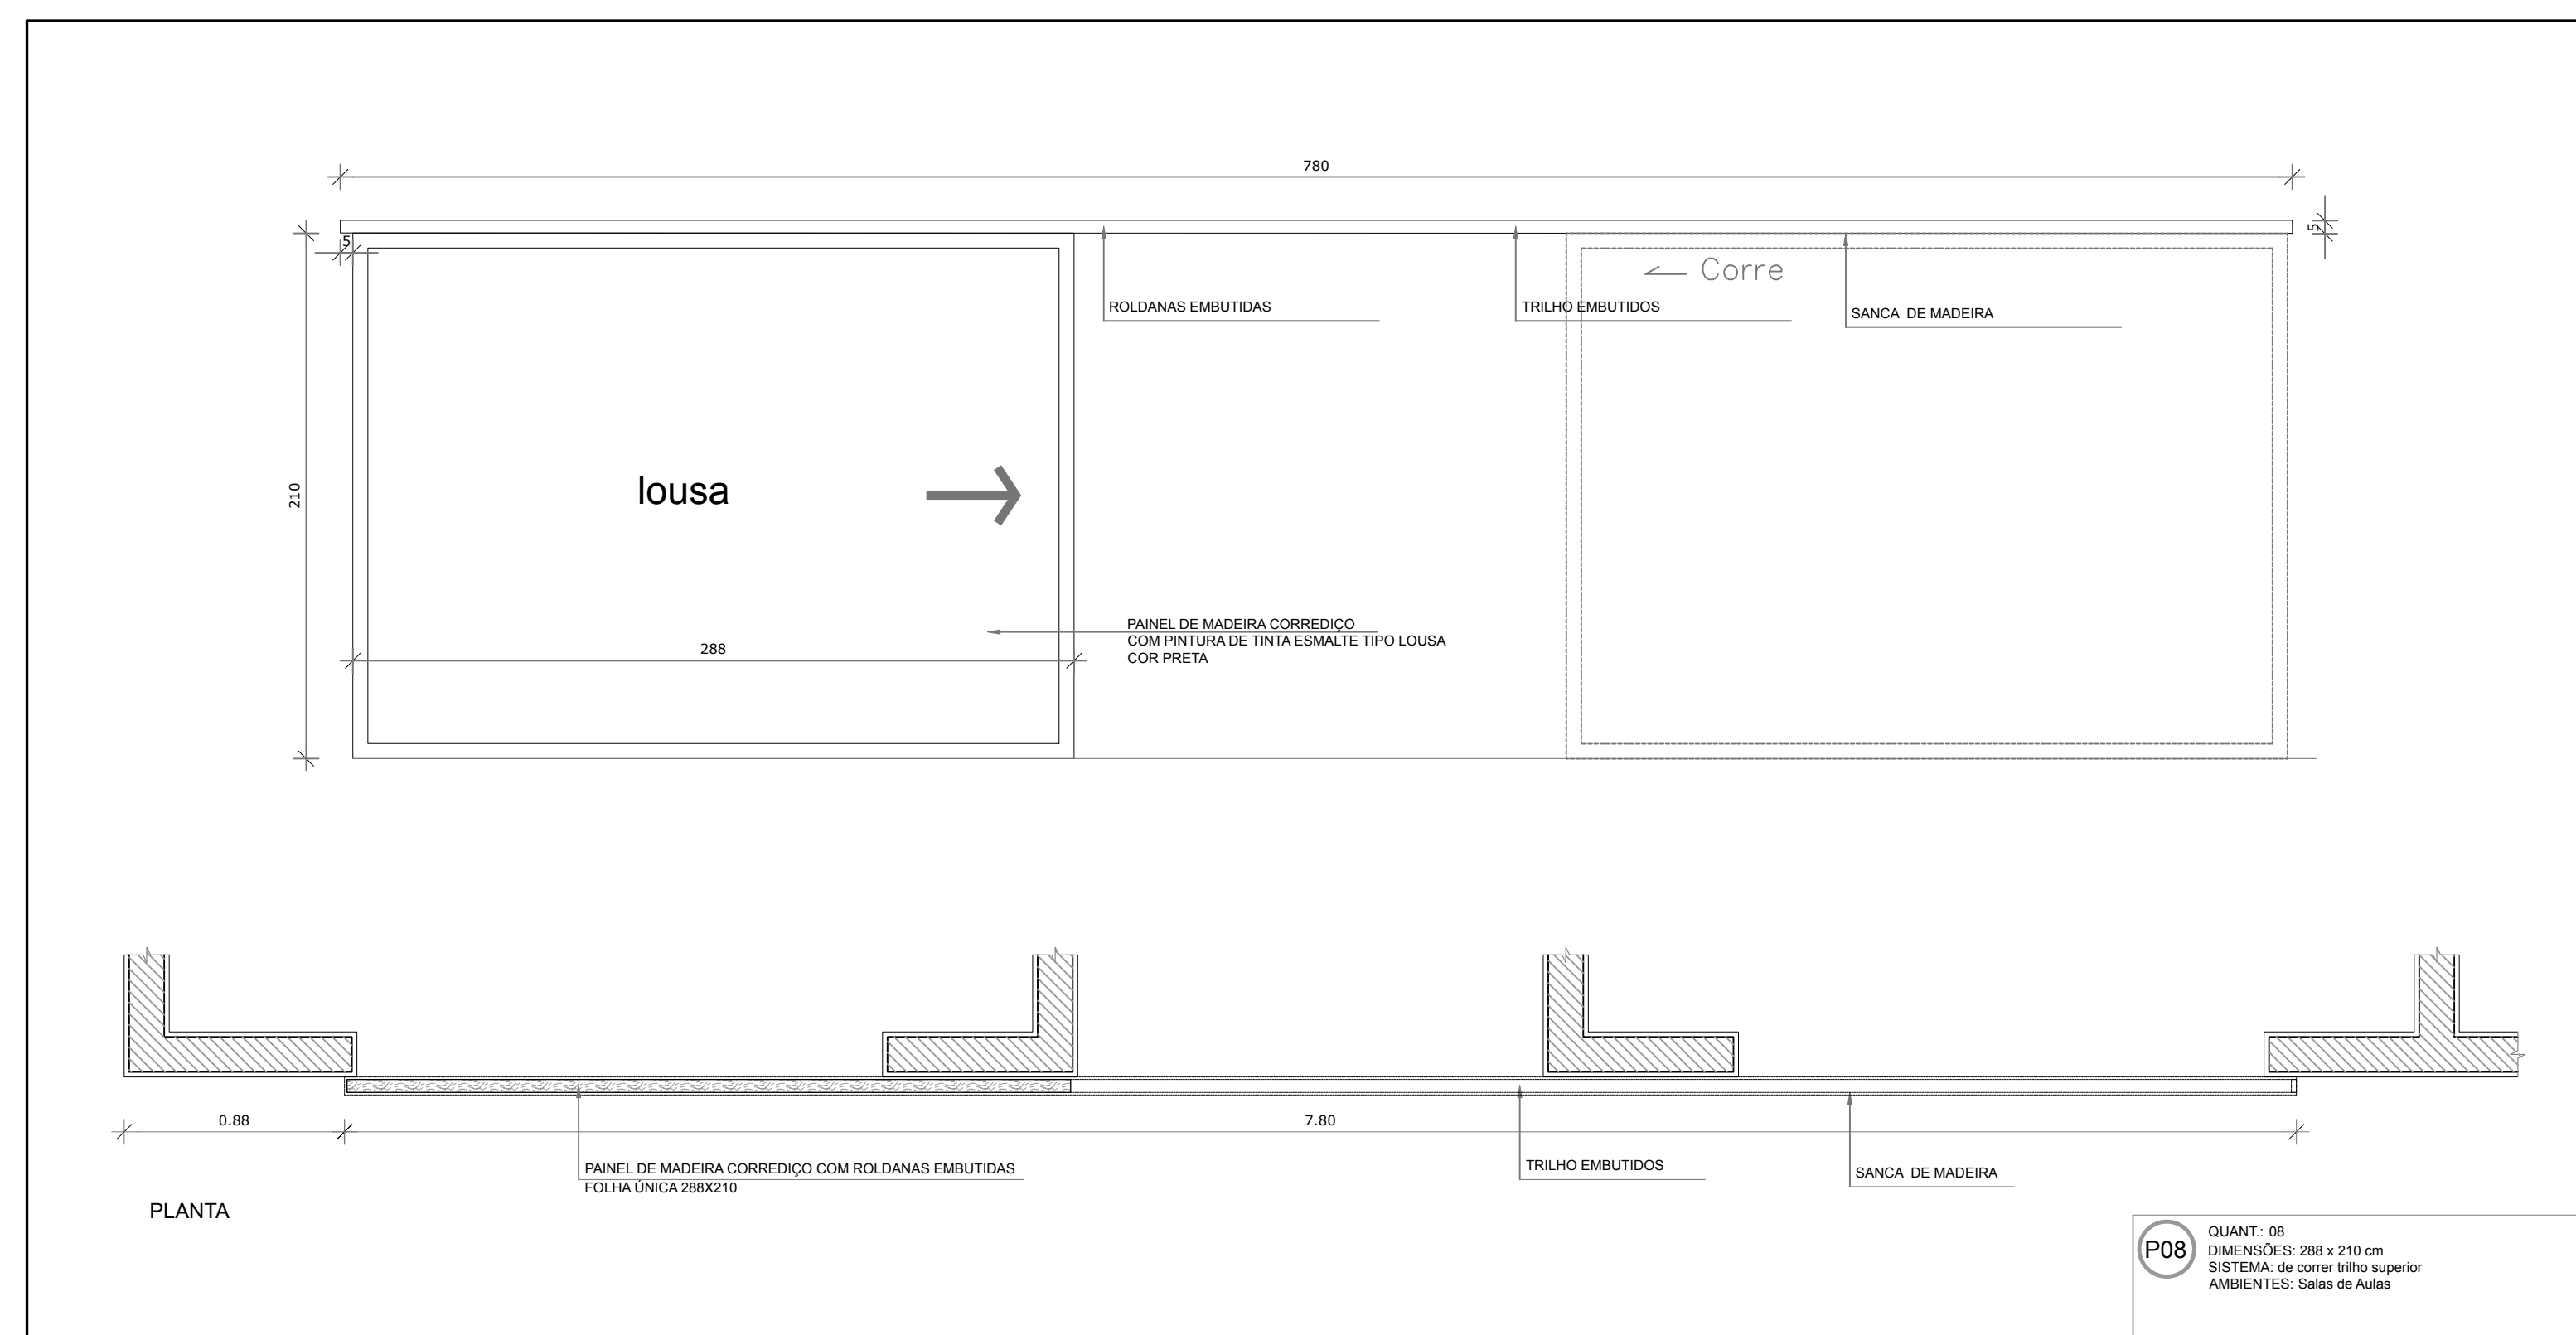 780
5
5
Corre
ROLDANAS EMBUTIDAS
TRILHO EMBUTIDOS
SANCA DE MADEIRA
210
lousa
PAINEL DE MADEIRA CORREDIÇO
COM PINTURA DE TINTA ESMALTE TIPO LOUSA
COR PRETA
288
0.88
7.80
PAINEL DE MADEIRA CORREDIÇO COM ROLDANAS EMBUTIDAS
FOLHA ÚNICA 288X210
TRILHO EMBUTIDOS
SANCA DE MADEIRA
PLANTA
P08
QUANT.: 08
DIMENSÕES: 288 x 210 cm
SISTEMA: de correr trilho superior
AMBIENTES: Salas de Aulas